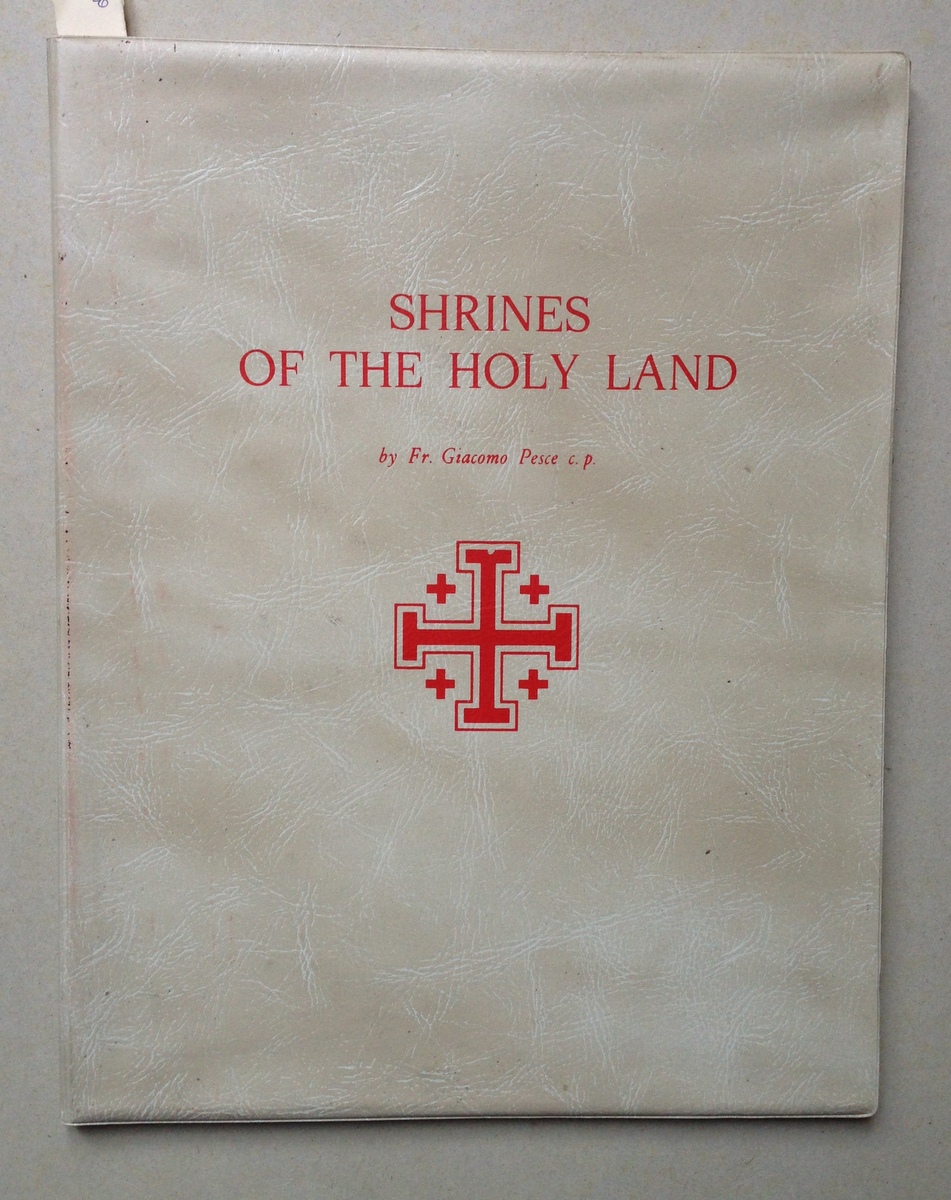 SHRINES
OF THE HOLY LAND
by Fr. Giacomo Pesce c. p.